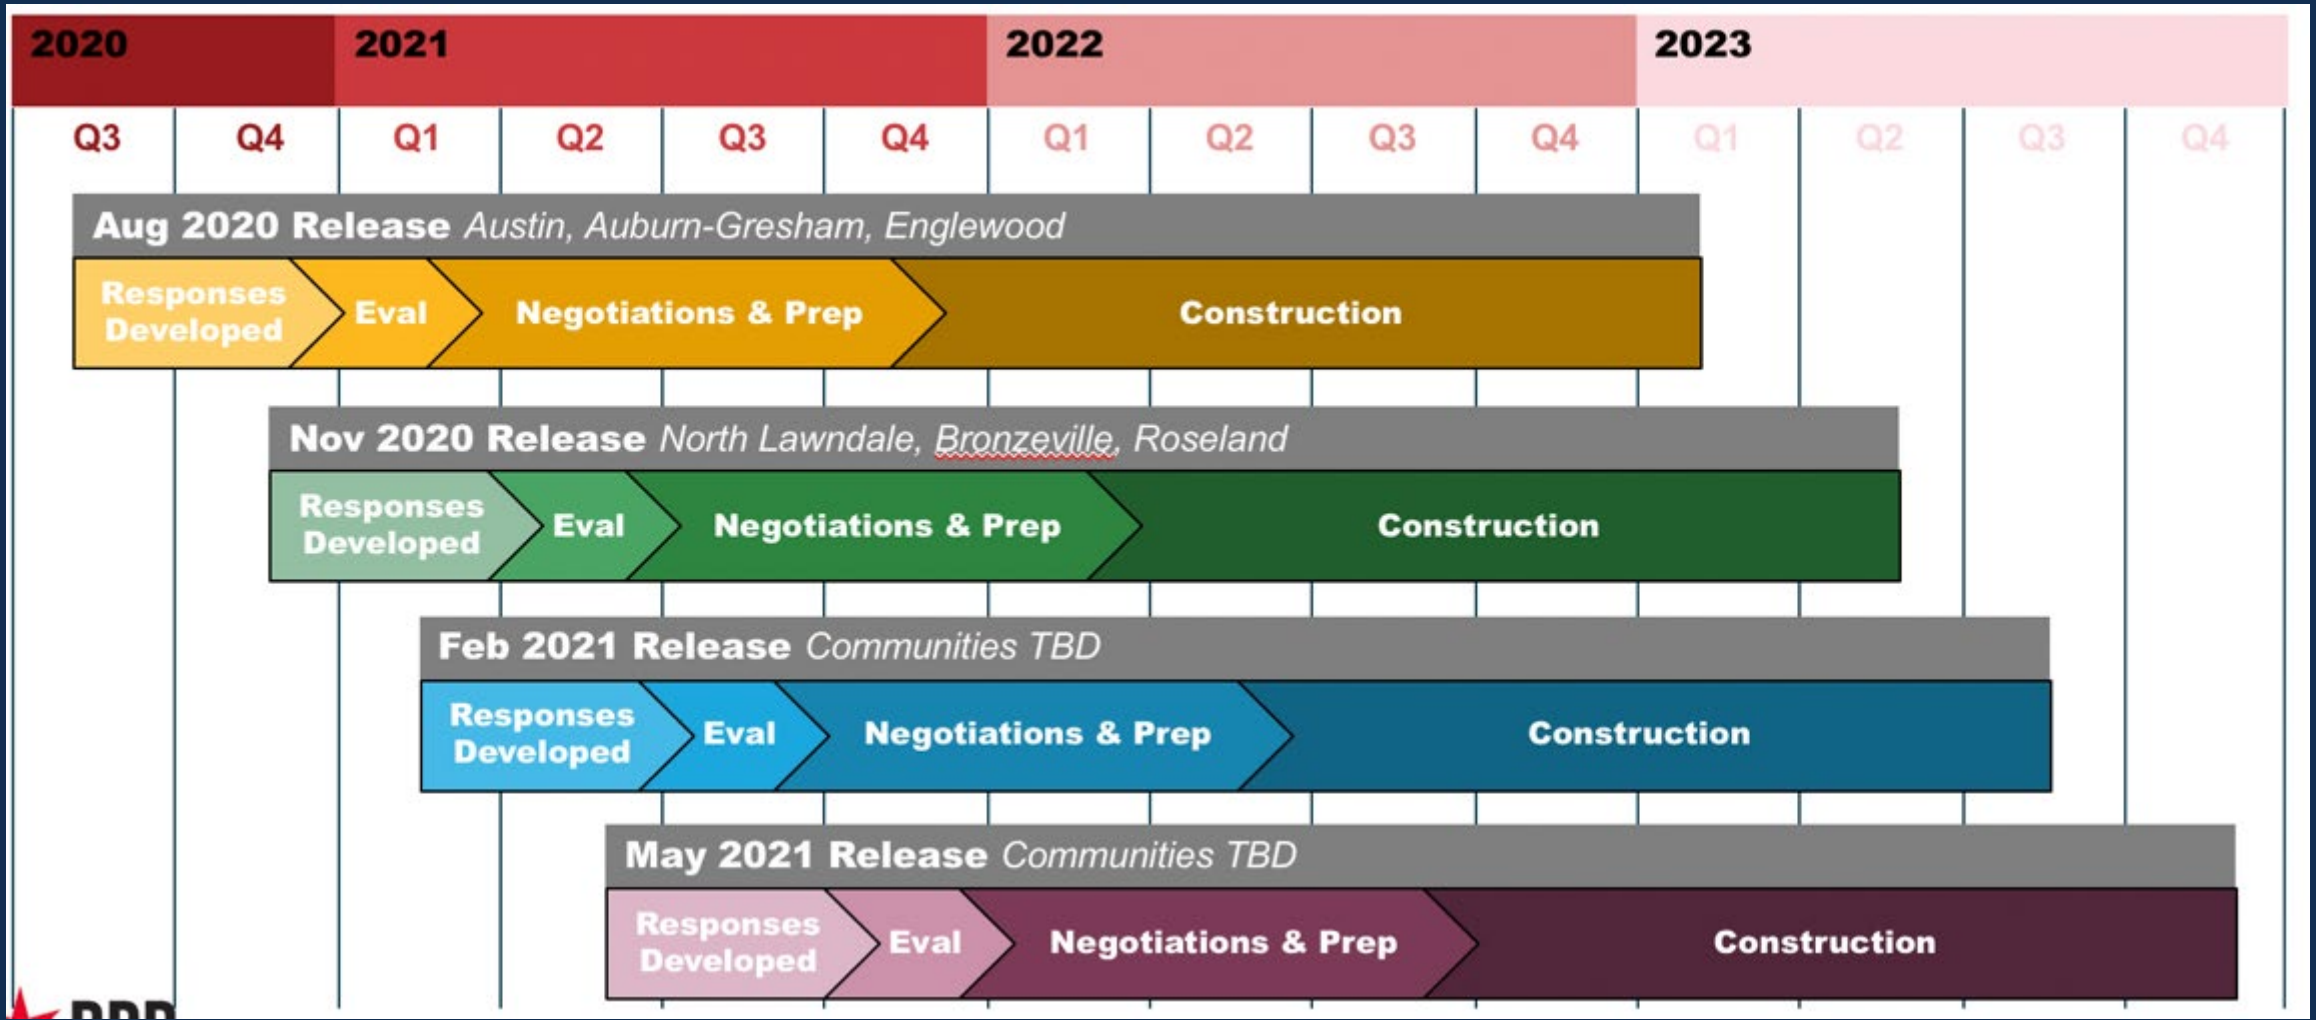 2020 2021 2022 2023
Q3 Q4 Q1 Q2 Q3 Q4 Q1 Q2 Q3 Q4 Q1 Q2 Q3 Q4
Aug 2020 Release Austin, Auburn-Gresham, Englewood
Responses
Developed
Eval
Negotiations & Prep
Construction
Nov 2020 Release North Lawndale, Bronzeville, Roseland
Responses
Developed
Eval
Negotiations & Prep
Construction
Feb 2021 Release Communities TBD
Responses
Developed
Eval
Negotiations & Prep
Construction
May 2021 Release Communities TBD
Responses
Developed
Eval
Negotiations & Prep
Construction